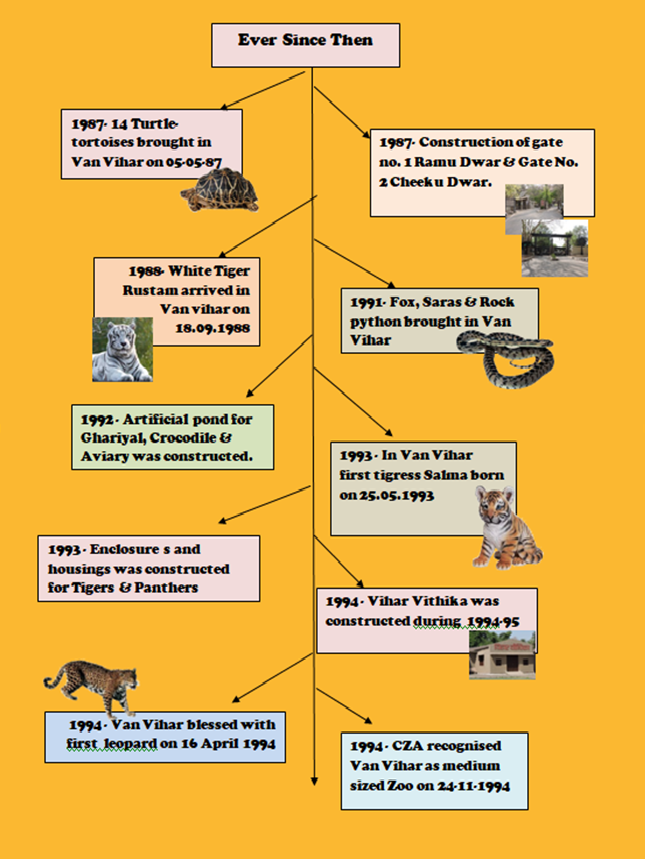 Ever Since Then
1987- 14 Turtle-
tortoises brought in
Van Vihar on 05-05-87
1987- Construction of gate
no. 1 Ramu Dwar & Gate No.
2 Cheeku Dwar.
1988- White Tiger
Rustam arrived in
Van vihar on
18.09.1988
1991- Fox, Saras & Rock
python brought in Van
Vihar
1992- Artificial pond for
Ghariyal, Crocodile &
Aviary was constructed.
1993- In Van Vihar
first tigress Salma born
on 25.05.1993
1993- Enclosure s and
housings was constructed
for Tigers & Panthers
1994- Vihar Vithika was
constructed during 1994-95
1994- Van Vihar blessed with
first leopard on 16 April 1994
1994- CZA recognised
Van Vihar as medium
sized Zoo on 24-11-1994